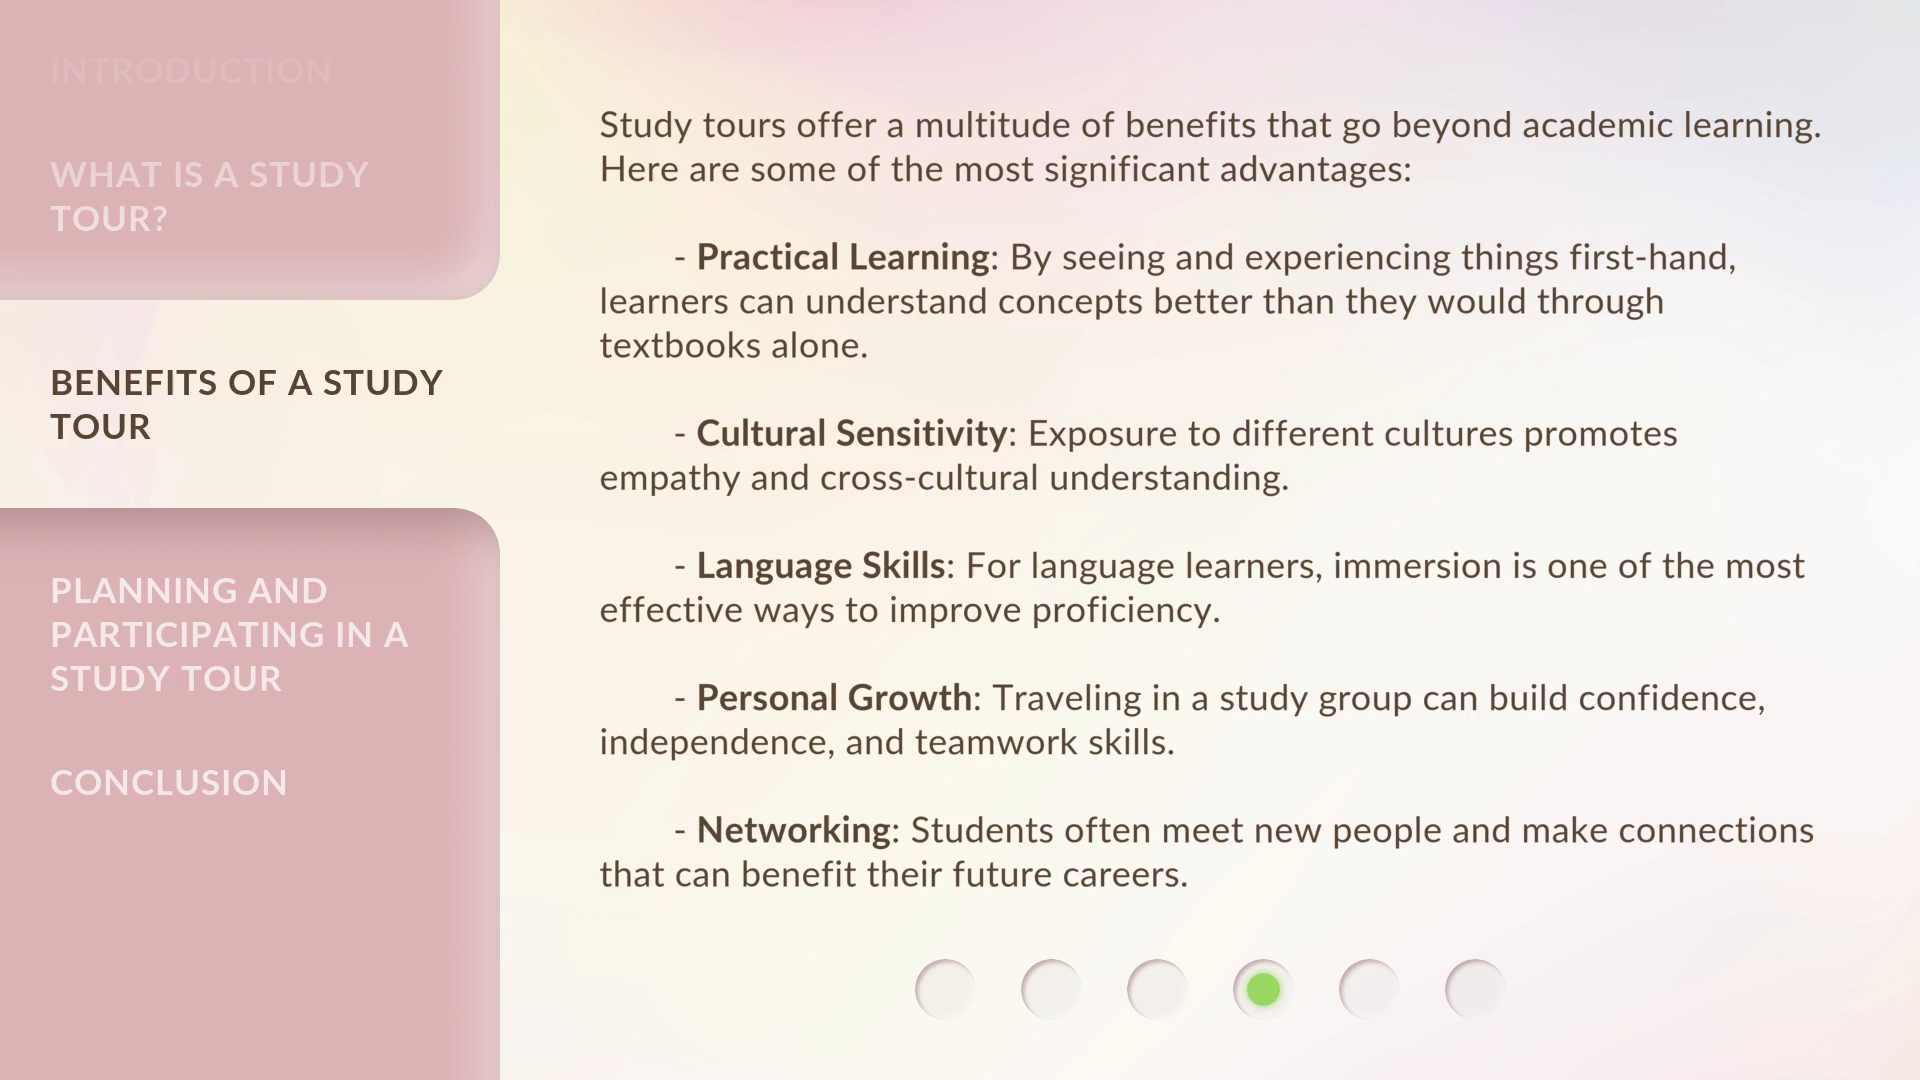 INTRODUCTION
WHAT IS A STUDY
TOUR?
BENEFITS OF A STUDY
TOUR
PLANNING AND
PARTICIPATING IN A
STUDY TOUR
CONCLUSION
Study tours offer a multitude of benefits that go beyond academic learning.
Here are some of the most significant advantages:
- Practical Learning: By seeing and experiencing things first-hand,
learners can understand concepts better than they would through
textbooks alone.
- Cultural Sensitivity: Exposure to different cultures promotes
empathy and cross-cultural understanding.
- Language Skills: For language learners, immersion is one of the most
effective ways to improve proficiency.
- Personal Growth: Traveling in a study group can build confidence,
independence, and teamwork skills.
- Networking: Students often meet new people and make connections
that can benefit their future careers.